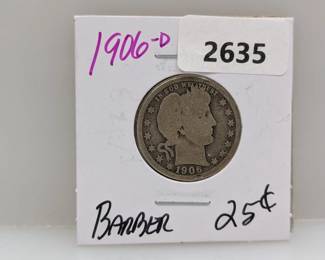 1906-D
2635
IN GOD WE TRUST
1906
BARBER 25¢